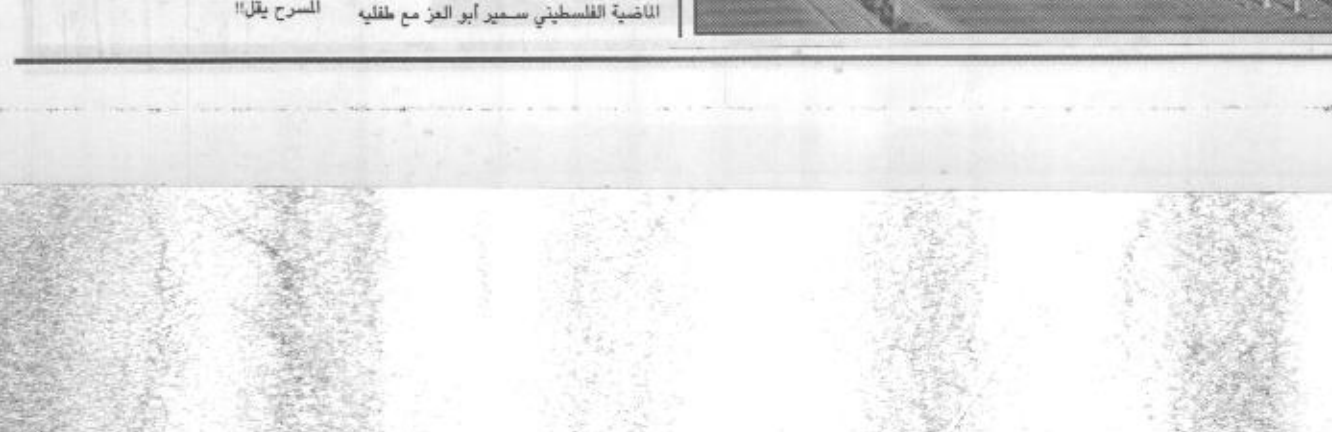 الماضية الفلسطيني سمير أبو العز مع طفليه
المسرح يقل!!